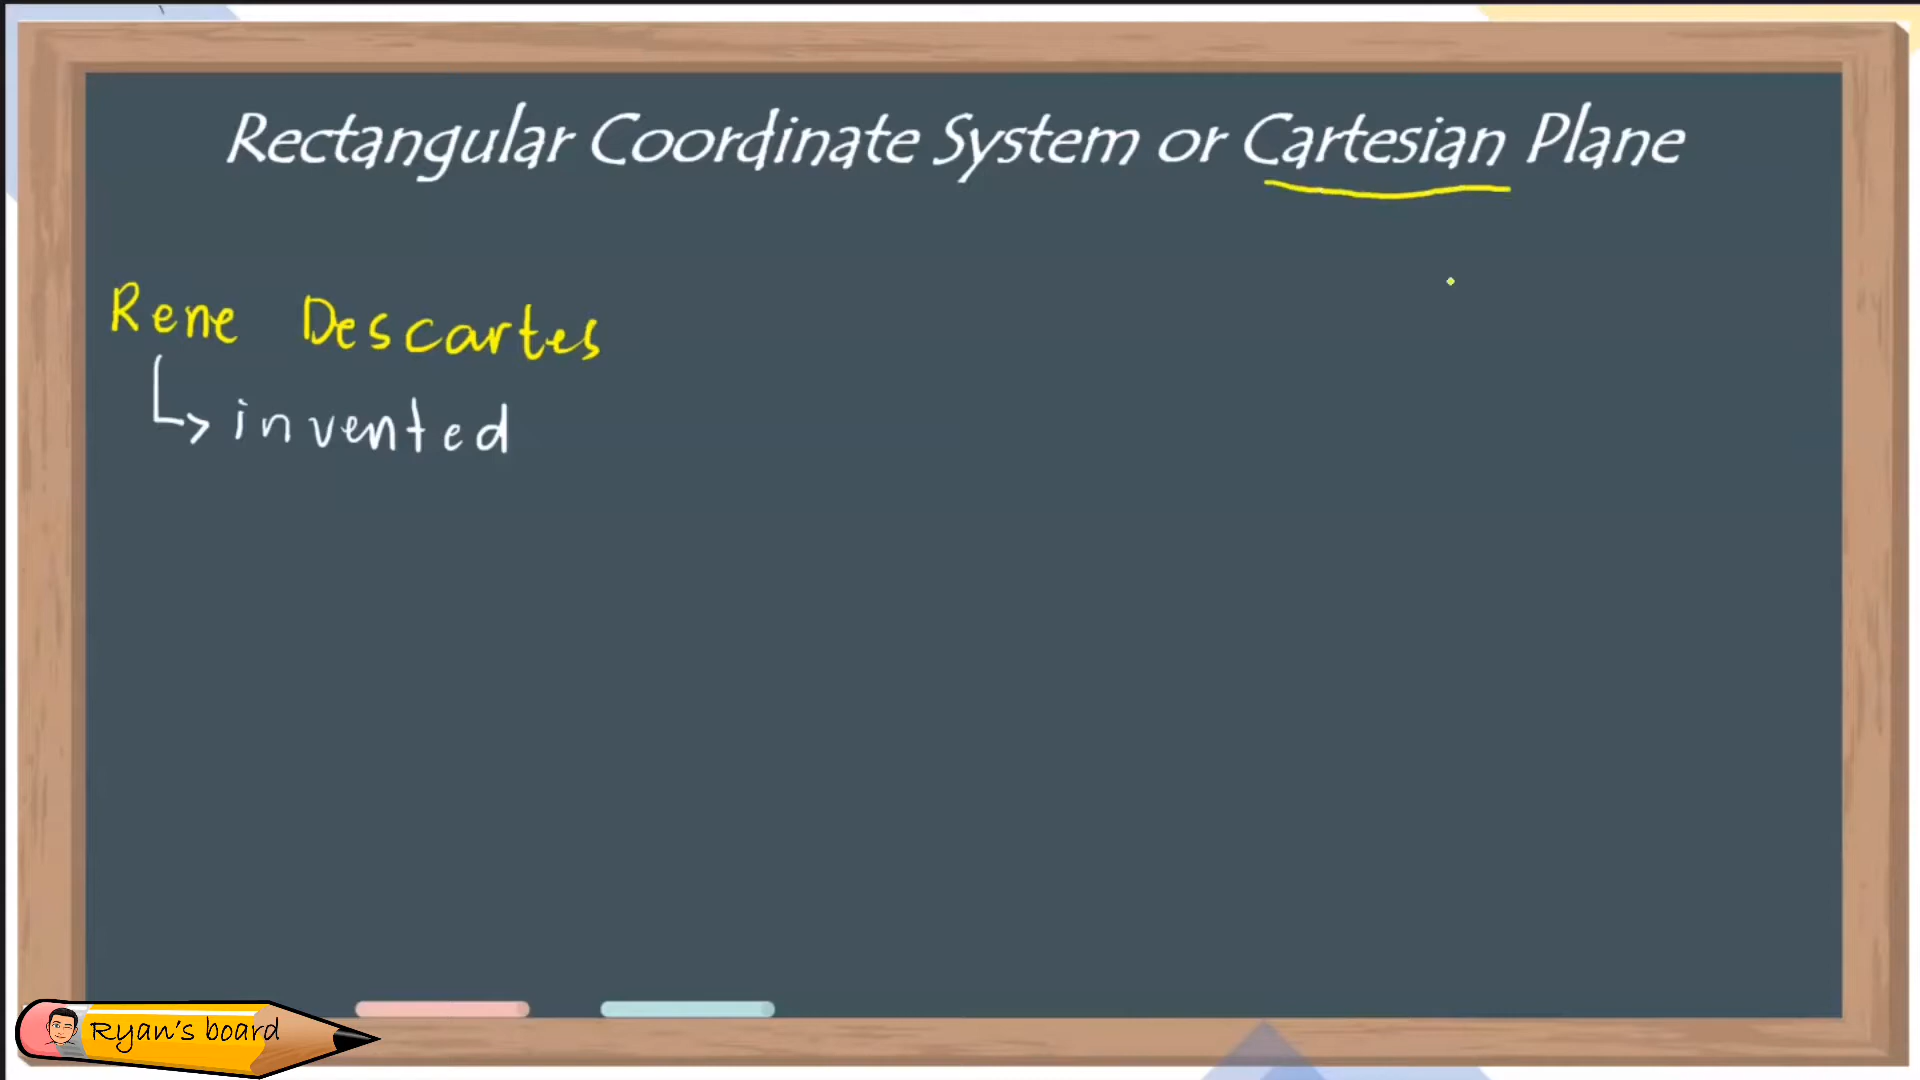 Rectangular Coordinate System or Cartesian Plane
Rene Descartes
invented
Ryan's board